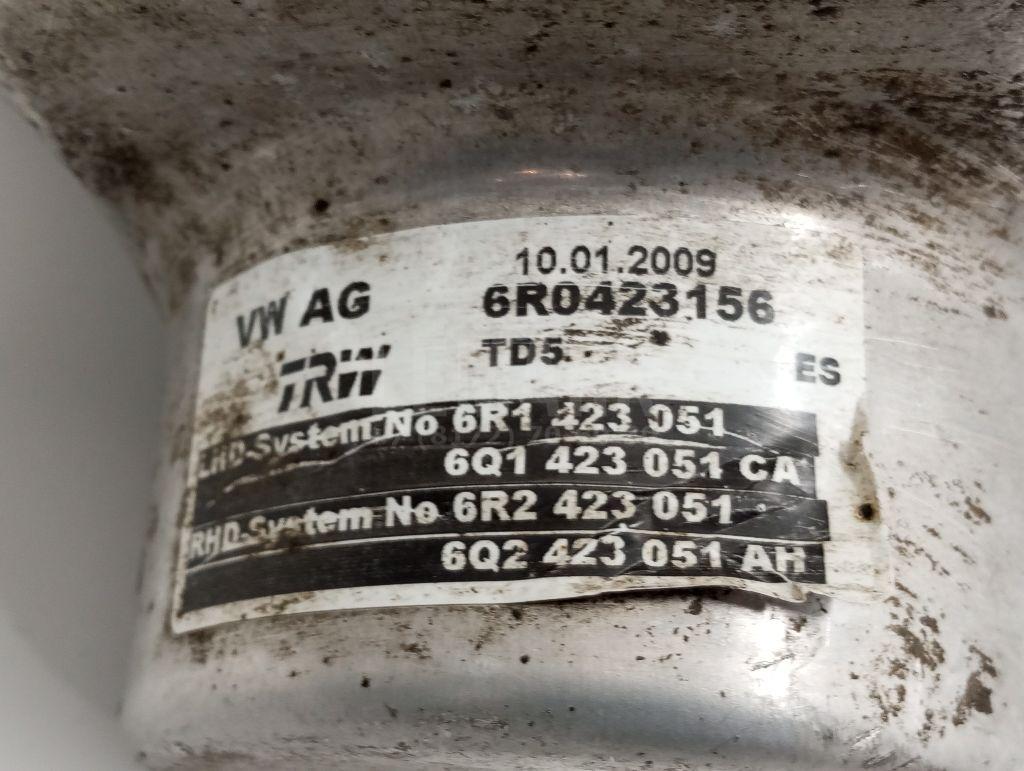 10.01.2009
VW AG 6R0423156
TRW TD5 ES
LHD-System No 6R1 423 051
6Q1 423 051 CA
RHD-System No 6R2 423 051
6Q2 423 051 AH